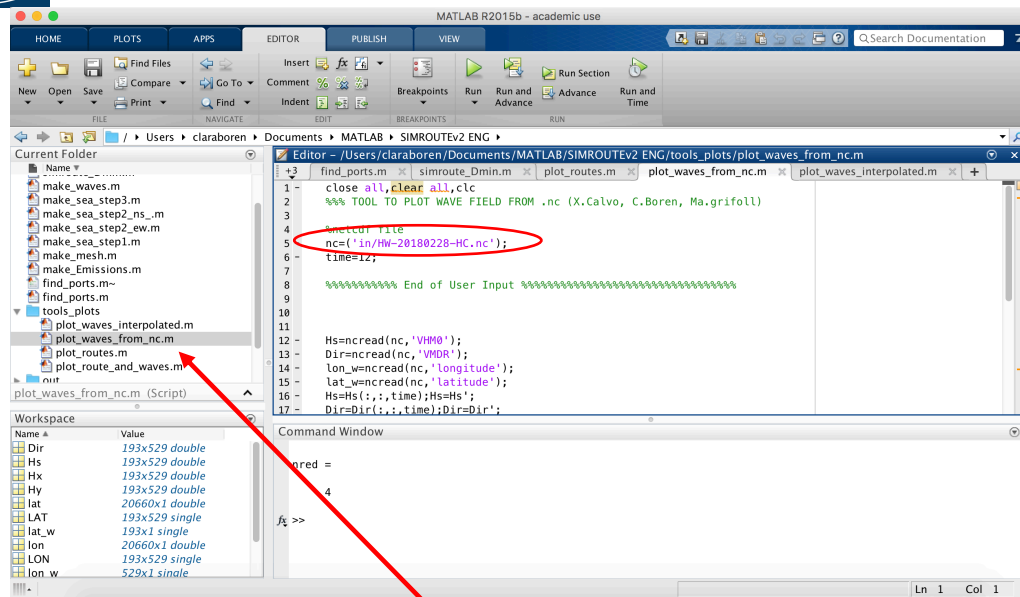 MATLAB R2015b - academic use
HOME PLOTS APPS EDITOR PUBLISH VIEW Search Documentation
New Open Save Find Files Compare Print Go To Find Insert fx Comment Indent Breakpoints Run Run and Advance Run Section Advance Run and Time
FILE NAVIGATE EDIT BREAKPOINTS RUN
/ ▸ Users ▸ claraboren ▸ Documents ▸ MATLAB ▸ SIMROUTEv2 ENG ▸
Current Folder
Name
make_waves.m
make_sea_step3.m
make_sea_step2_ns_.m
make_sea_step2_ew.m
make_sea_step1.m
make_mesh.m
make_Emissions.m
find_ports.m~
find_ports.m
tools_plots
plot_waves_interpolated.m
plot_waves_from_nc.m
plot_routes.m
plot_route_and_waves.m
out
plot_waves_from_nc.m (Script)
Workspace
Name Value
Dir 193x529 double
Hs 193x529 double
Hx 193x529 double
Hy 193x529 double
lat 20660x1 double
LAT 193x529 single
lat_w 193x1 single
lon 20660x1 double
LON 193x529 single
lon_w 529x1 single
Editor - /Users/claraboren/Documents/MATLAB/SIMROUTEv2 ENG/tools_plots/plot_waves_from_nc.m
+3 find_ports.m simroute_Dmin.m plot_routes.m plot_waves_from_nc.m plot_waves_interpolated.m +
1 - close all,clear all,clc
2 %%% TOOL TO PLOT WAVE FIELD FROM .nc (X.Calvo, C.Boren, Ma.grifoll)
3
4 %netcdf file
5 - nc=('in/HW-20180228-HC.nc');
6 - time=12;
7
8 %%%%%%%%%%% End of User Input %%%%%%%%%%%%%%%%%%%%%%%%%%%%%%%%%
9
10
11
12 - Hs=ncread(nc,'VHM0');
13 - Dir=ncread(nc,'VMDR');
14 - lon_w=ncread(nc,'longitude');
15 - lat_w=ncread(nc,'latitude');
16 - Hs=Hs(:,:,time);Hs=Hs';
17 - Dir=Dir(:,:,time);Dir=Dir';
Command Window
nred =
4
fx >>
Ln 1 Col 1